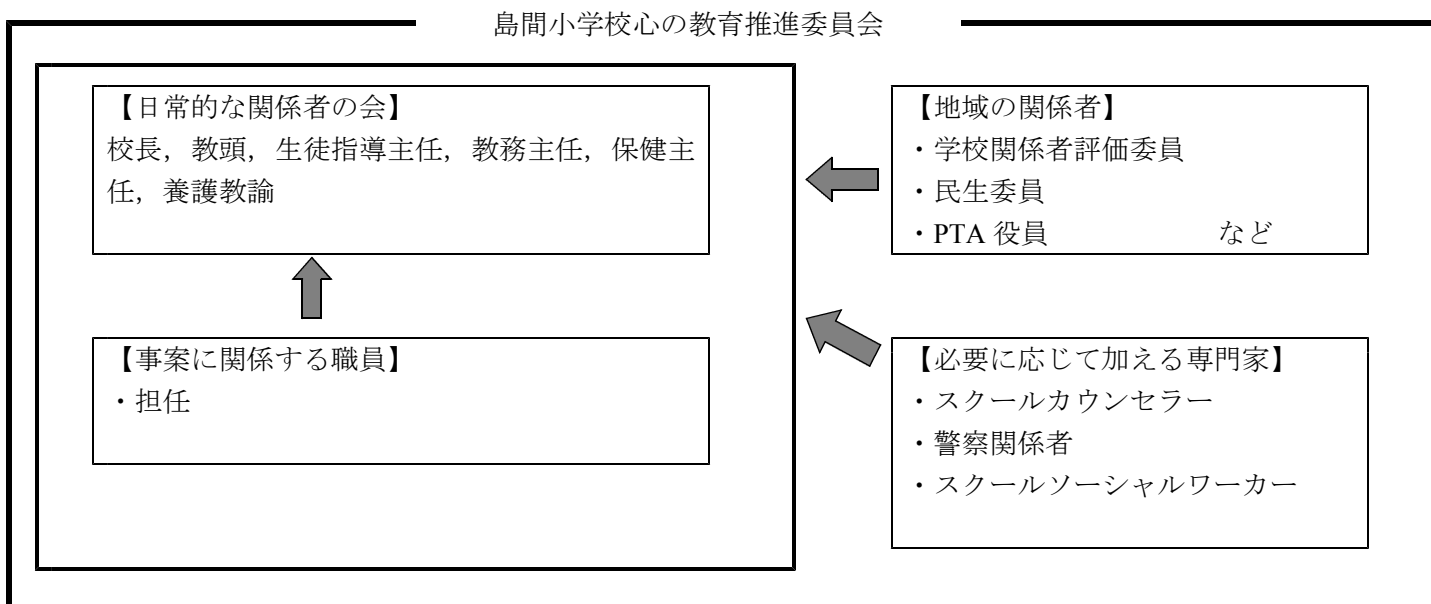 島間小学校心の教育推進委員会
【日常的な関係者の会】
校長，教頭，生徒指導主任，教務主任，保健主
任，養護教諭
【事案に関係する職員】
・担任
【地域の関係者】
・学校関係者評価委員
・民生委員
・PTA 役員 など
【必要に応じて加える専門家】
・スクールカウンセラー
・警察関係者
・スクールソーシャルワーカー